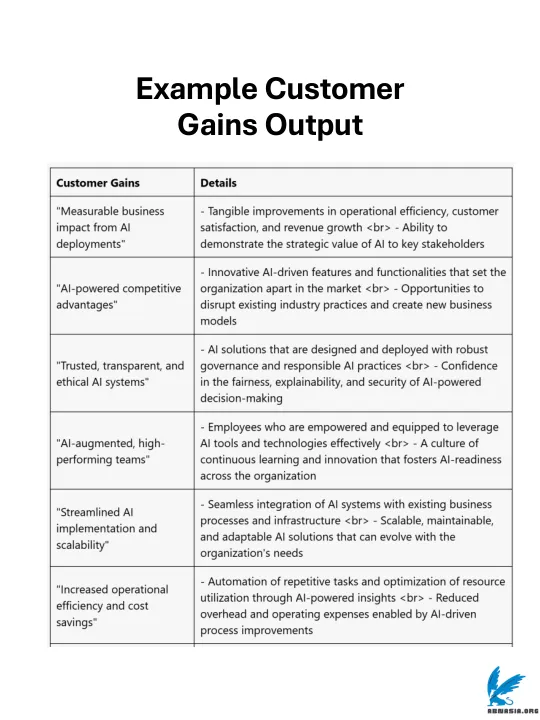 Example Customer
Gains Output
Customer Gains
Details
"Measurable business
impact from AI
deployments"
- Tangible improvements in operational efficiency, customer
satisfaction, and revenue growth <br> - Ability to
demonstrate the strategic value of AI to key stakeholders
"AI-powered competitive
advantages"
- Innovative AI-driven features and functionalities that set the
organization apart in the market <br> - Opportunities to
disrupt existing industry practices and create new business
models
"Trusted, transparent, and
ethical AI systems"
- AI solutions that are designed and deployed with robust
governance and responsible AI practices <br> - Confidence
in the fairness, explainability, and security of AI-powered
decision-making
"AI-augmented, high-
performing teams"
- Employees who are empowered and equipped to leverage
AI tools and technologies effectively <br> - A culture of
continuous learning and innovation that fosters AI-readiness
across the organization
"Streamlined AI
implementation and
scalability"
- Seamless integration of AI systems with existing business
processes and infrastructure <br> - Scalable, maintainable,
and adaptable AI solutions that can evolve with the
organization's needs
"Increased operational
efficiency and cost
savings"
- Automation of repetitive tasks and optimization of resource
utilization through AI-powered insights <br> - Reduced
overhead and operating expenses enabled by AI-driven
process improvements
ABNASIA.ORG